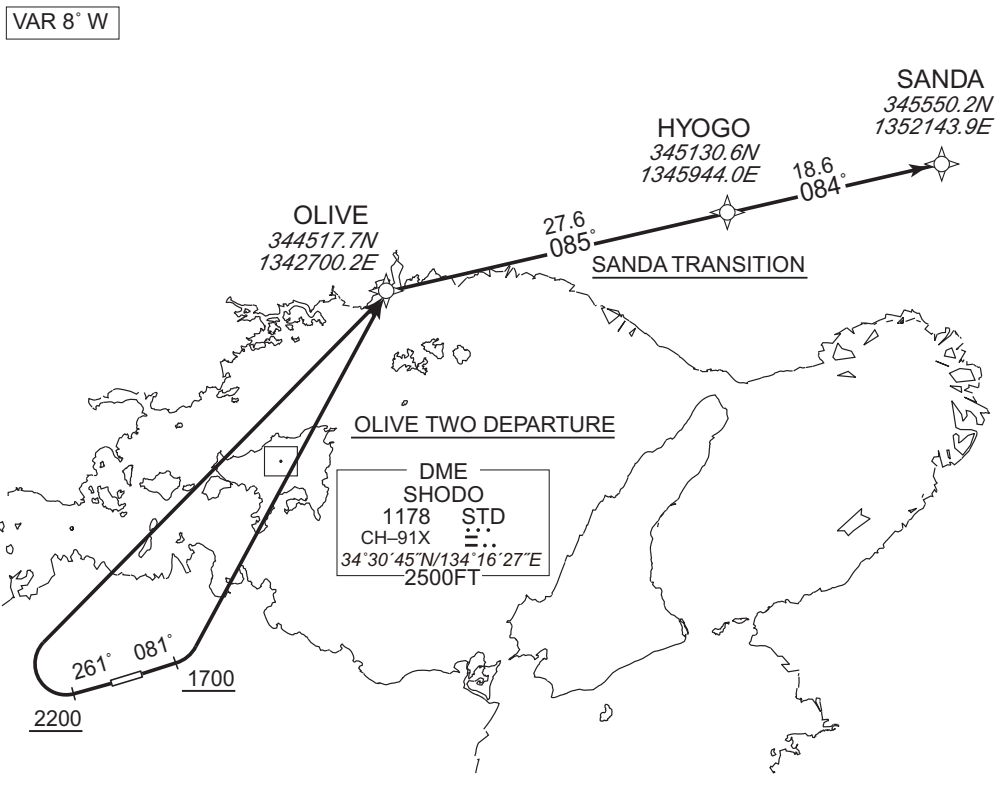 VAR 8° W
SANDA
345550.2N
1352143.9E
HYOGO
345130.6N
1345944.0E
18.6
084°
OLIVE
344517.7N
1342700.2E
27.6
085°
SANDA TRANSITION
OLIVE TWO DEPARTURE
DME
SHODO
1178 STD
CH–91X
34°30´45˝N/134°16´27˝E
2500FT
261° 081°
1700
2200